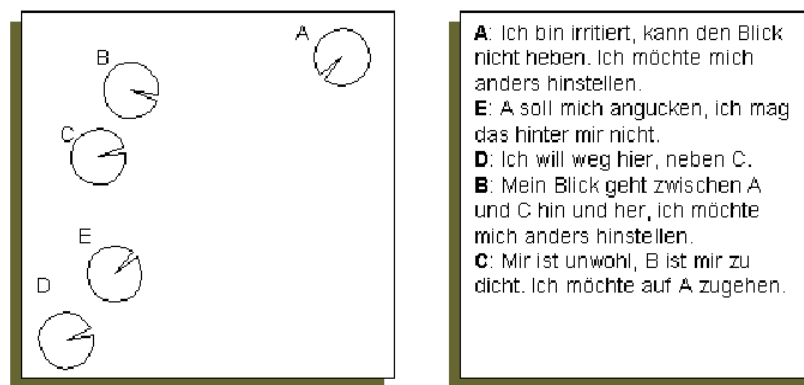 A
B
C
E
D
A: Ich bin irritiert, kann den Blick
nicht heben. Ich möchte mich
anders hinstellen.
E: A soll mich angucken, ich mag
das hinter mir nicht.
D: Ich will weg hier, neben C.
B: Mein Blick geht zwischen A
und C hin und her, ich möchte
mich anders hinstellen.
C: Mir ist unwohl, B ist mir zu
dicht. Ich möchte auf A zugehen.